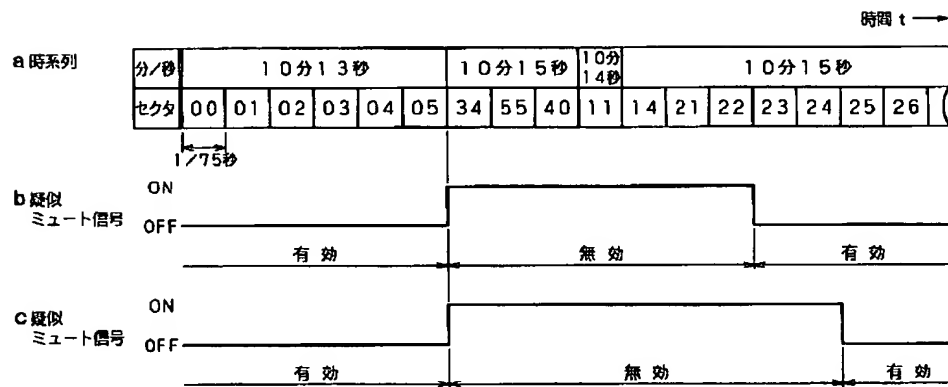 時間 t
a 時系列
分/秒 10分13秒 10分15秒 10分14秒 10分15秒
セクタ 00 01 02 03 04 05 34 55 40 11 14 21 22 23 24 25 26
1/75秒
b 疑似ミュート信号
ON
OFF
有効 無効 有効
c 疑似ミュート信号
ON
OFF
有効 無効 有効